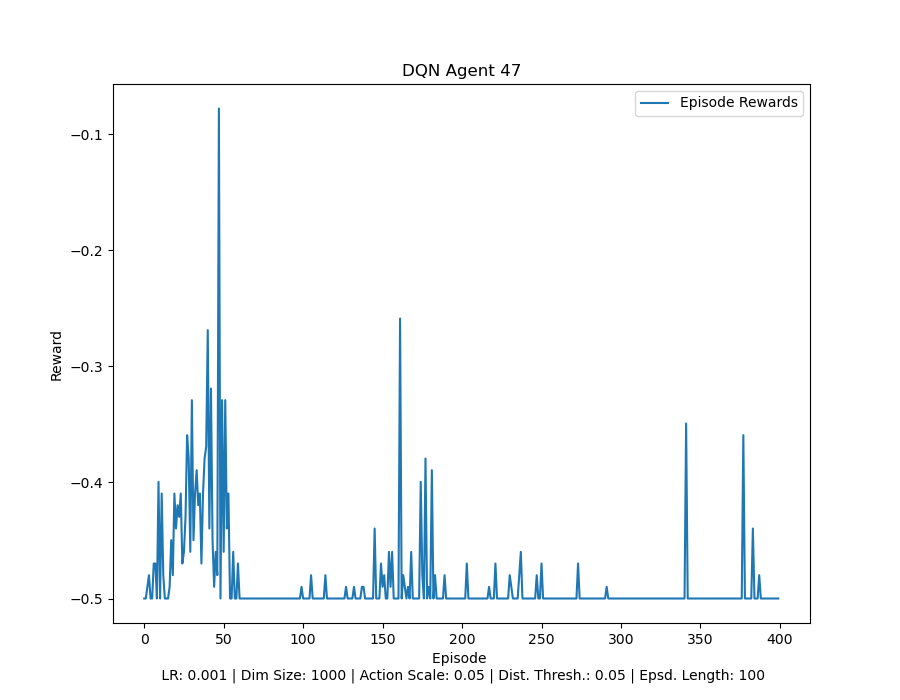 DQN Agent 47
Episode Rewards
−0.1
−0.2
−0.3
−0.4
−0.5
Reward
0 50 100 150 200 250 300 350 400
Episode
LR: 0.001 | Dim Size: 1000 | Action Scale: 0.05 | Dist. Thresh.: 0.05 | Epsd. Length: 100